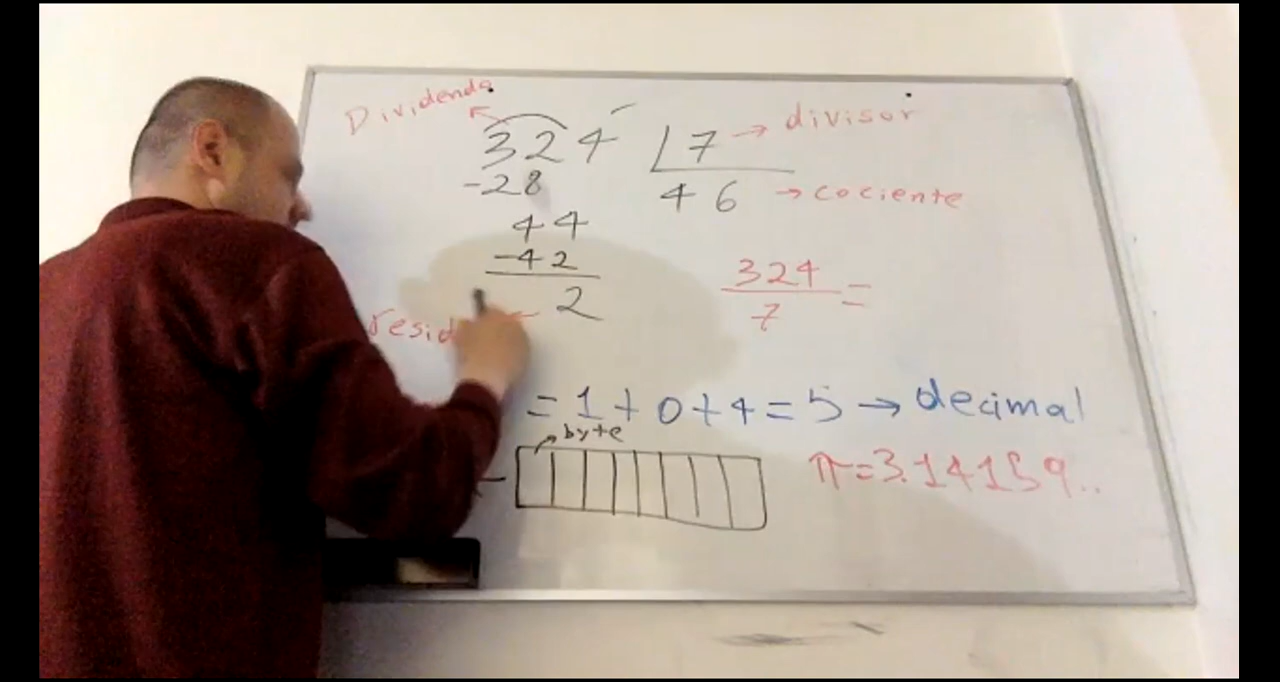 Dividendo
324 7 → divisor
-28 46 → cociente
44
-42
2
324
7 =
= 1 + 0 + 4 = 5 → decimal
byte
π = 3.14159..